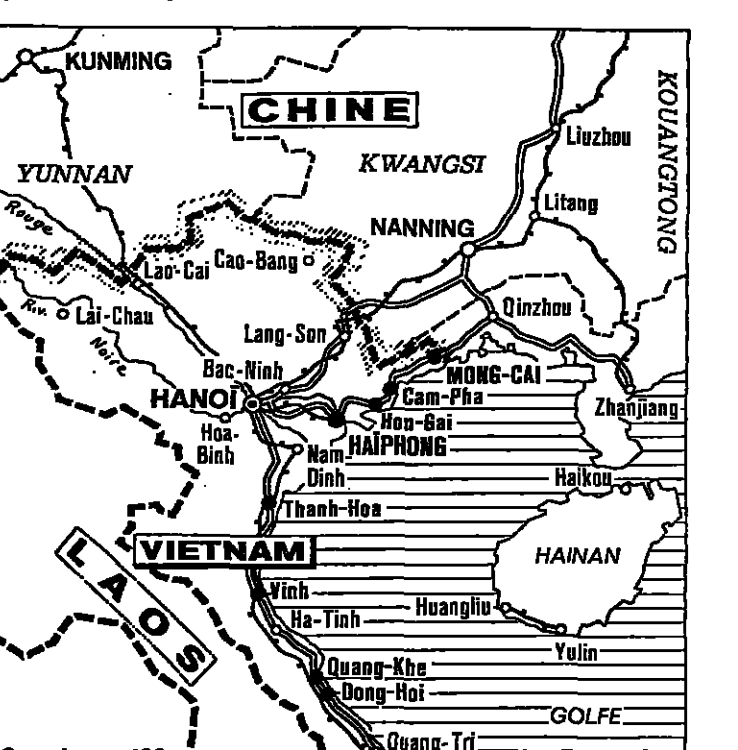 KUNMING
CHINE
Liuzhou
KOUANGTONG
YUNNAN
KWANGSI
Rouge
Litang
NANNING
Lao-Cai
Cao-Bang
Riv.
Noire
Lai-Chau
Qinzhou
Lang-Son
Bac-Ninh
MONG-CAI
HANOI
Cam-Pha
Zhanjiang
Hon-Gai
Hoa-
Binh
HAÏPHONG
Nam-
Dinh
Haikou
Thanh-Hoa
VIETNAM
LAOS
HAINAN
Vinh
Huangliu
Ha-Tinh
Yulin
Quang-Khe
Dong-Hoi
GOLFE
Quang-Tri